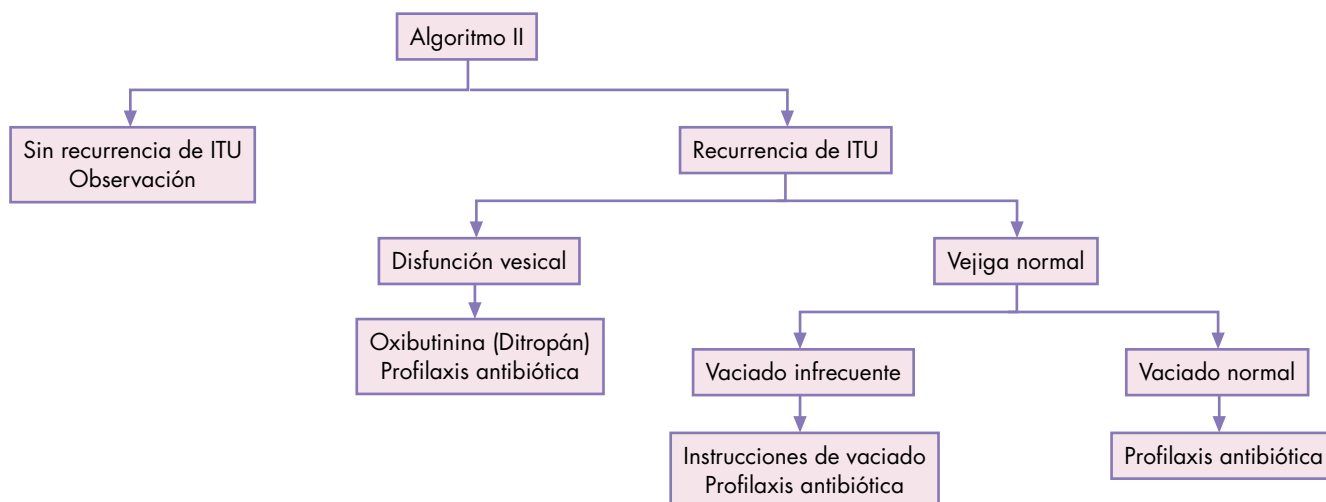 Algoritmo II
Sin recurrencia de ITU
Observación
Recurrencia de ITU
Disfunción vesical
Vejiga normal
Oxibutinina (Ditropán)
Profilaxis antibiótica
Vaciado infrecuente
Vaciado normal
Instrucciones de vaciado
Profilaxis antibiótica
Profilaxis antibiótica